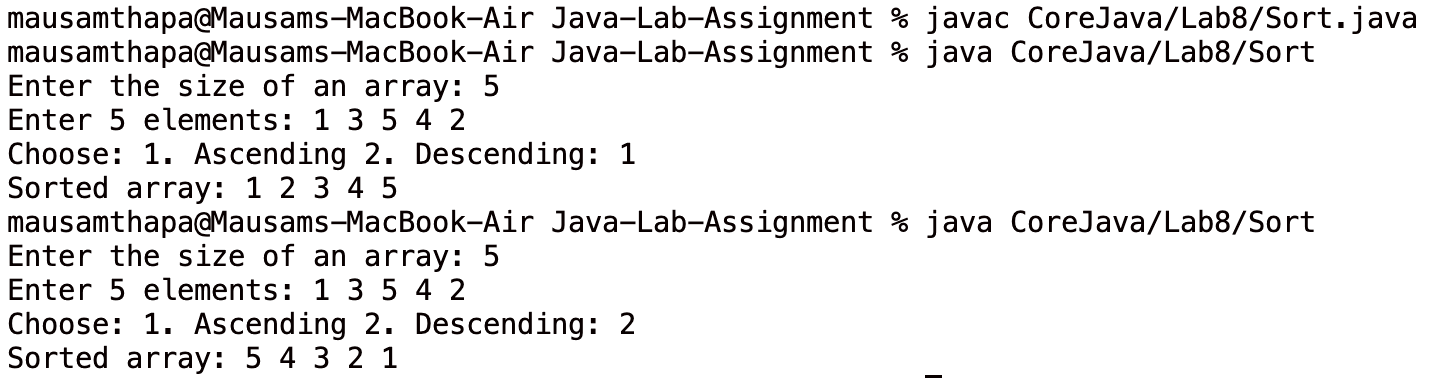 mausamthapa@Mausams-MacBook-Air Java-Lab-Assignment % javac CoreJava/Lab8/Sort.java
mausamthapa@Mausams-MacBook-Air Java-Lab-Assignment % java CoreJava/Lab8/Sort
Enter the size of an array: 5
Enter 5 elements: 1 3 5 4 2
Choose: 1. Ascending 2. Descending: 1
Sorted array: 1 2 3 4 5
mausamthapa@Mausams-MacBook-Air Java-Lab-Assignment % java CoreJava/Lab8/Sort
Enter the size of an array: 5
Enter 5 elements: 1 3 5 4 2
Choose: 1. Ascending 2. Descending: 2
Sorted array: 5 4 3 2 1